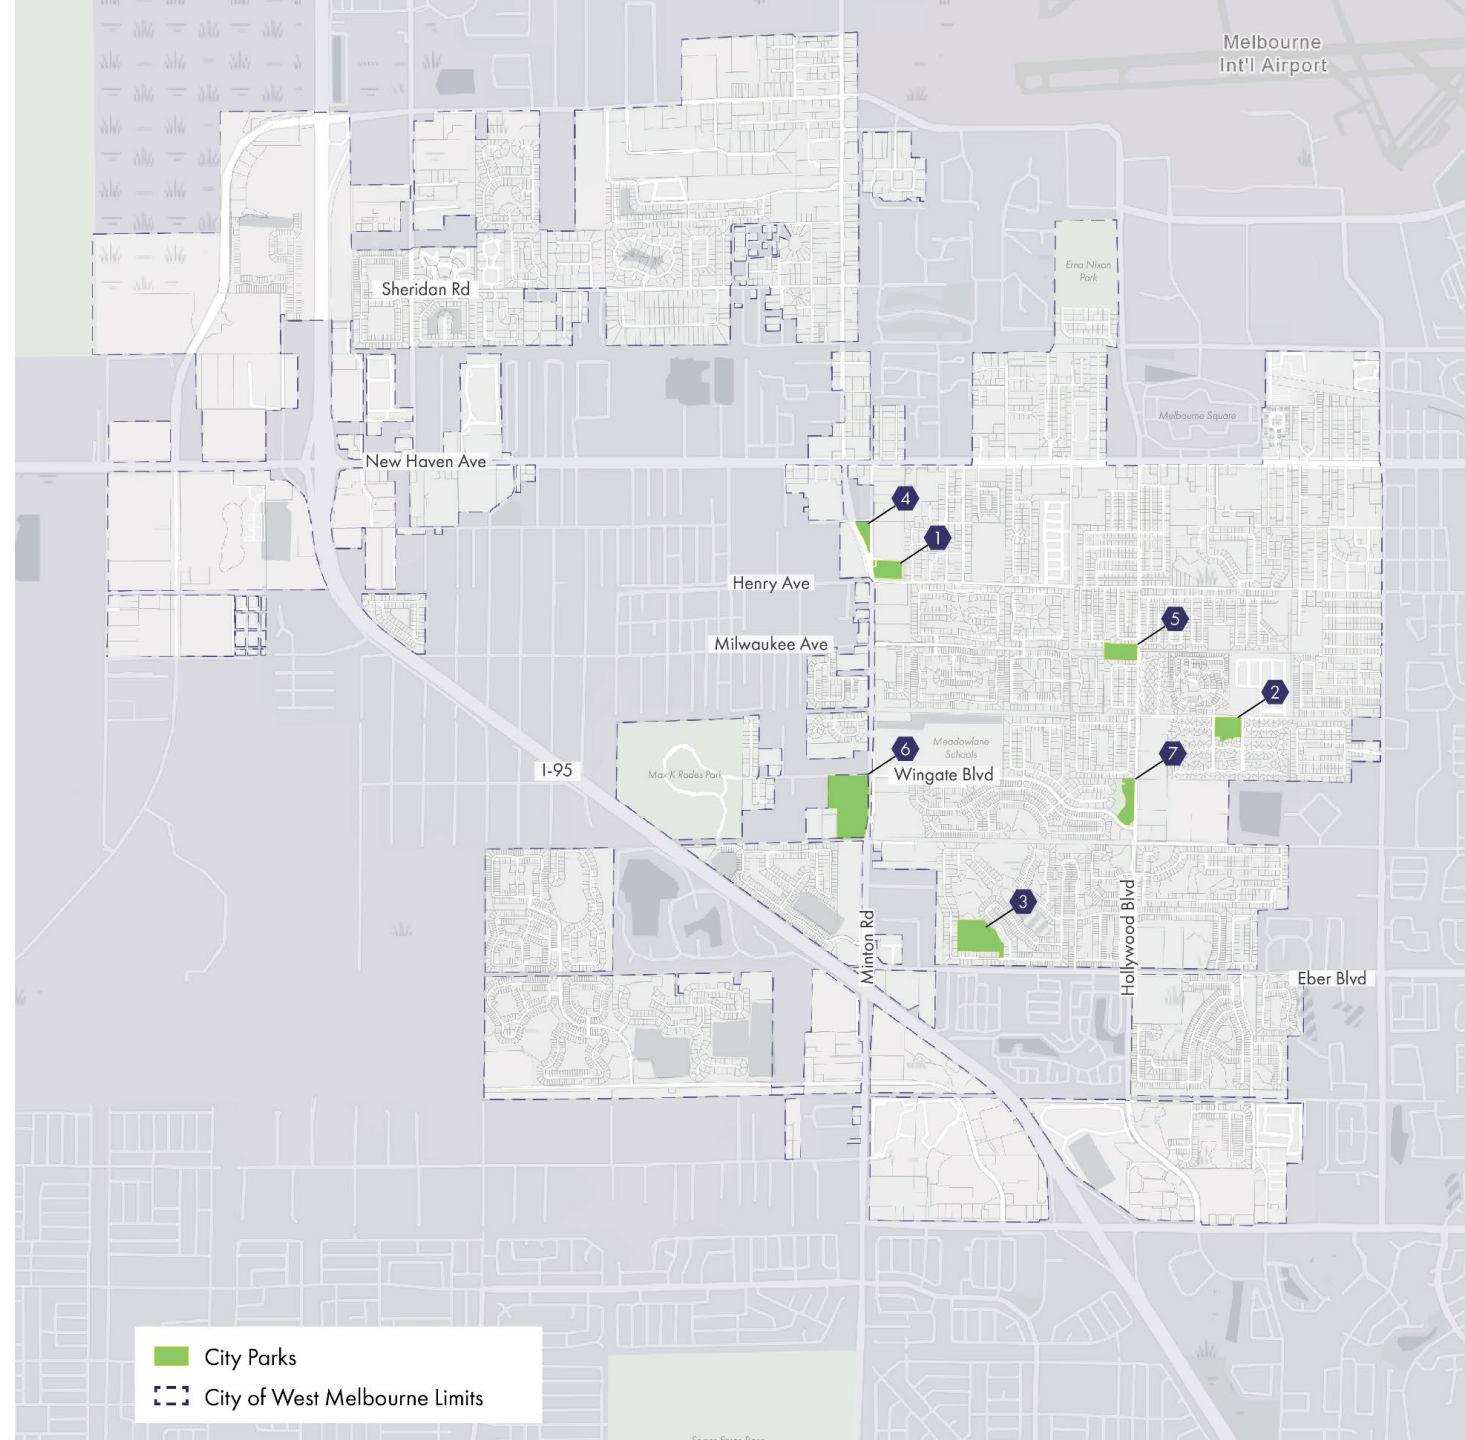 Melbourne
Int'l Airport
Erna Nixon
Park
Sheridan Rd
Melbourne Square
New Haven Ave
4
1
Henry Ave
5
Milwaukee Ave
2
6
Meadowlane
Schools
7
I-95
Max K Rodes Park
Wingate Blvd
3
Minton Rd
Hollywood Blvd
Eber Blvd
City Parks
City of West Melbourne Limits